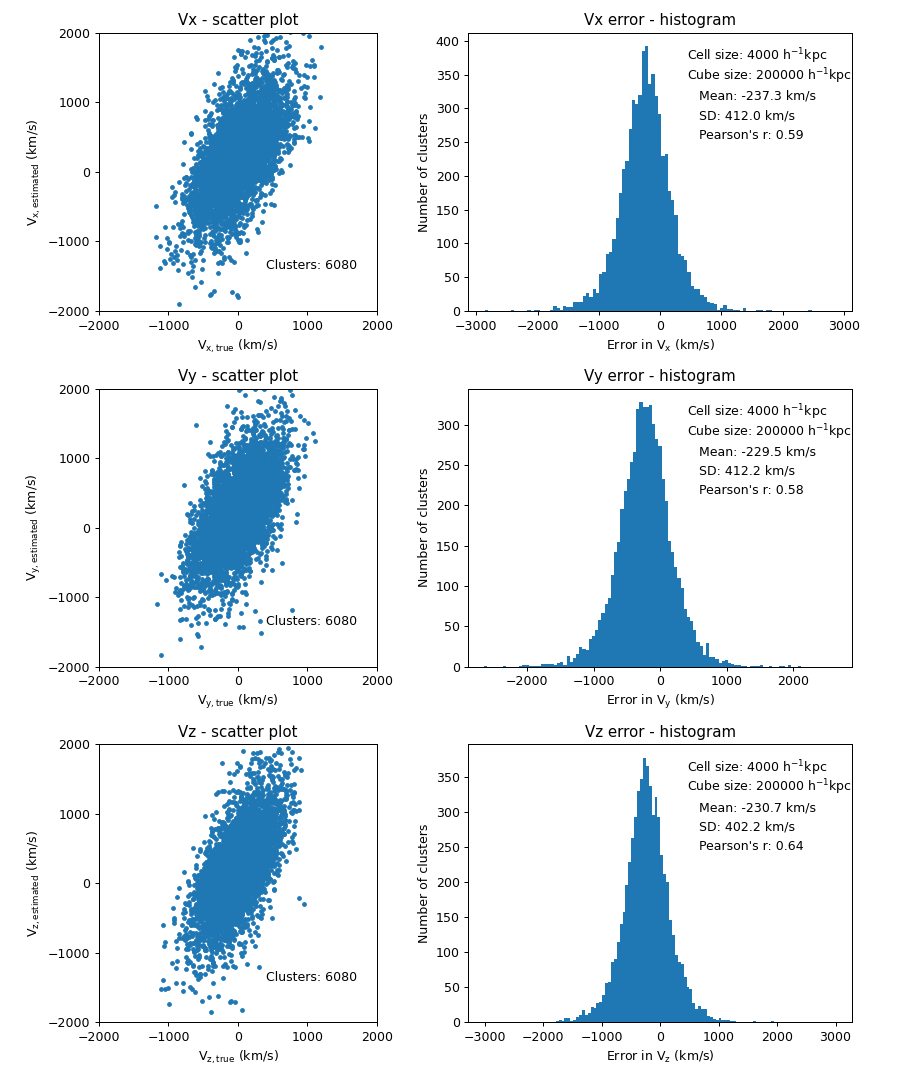 Vx - scatter plot
2000
1000
0
−1000
−2000
V_x, estimated (km/s)
Clusters: 6080
−2000 −1000 0 1000 2000
V_x, true (km/s)
Vx error - histogram
400
350
300
250
200
150
100
50
0
Number of clusters
Cell size: 4000 h⁻¹kpc
Cube size: 200000 h⁻¹kpc
Mean: -237.3 km/s
SD: 412.0 km/s
Pearson's r: 0.59
−3000 −2000 −1000 0 1000 2000 3000
Error in V_x (km/s)
Vy - scatter plot
2000
1000
0
−1000
−2000
V_y, estimated (km/s)
Clusters: 6080
−2000 −1000 0 1000 2000
V_y, true (km/s)
Vy error - histogram
300
250
200
150
100
50
0
Number of clusters
Cell size: 4000 h⁻¹kpc
Cube size: 200000 h⁻¹kpc
Mean: -229.5 km/s
SD: 412.2 km/s
Pearson's r: 0.58
−2000 −1000 0 1000 2000
Error in V_y (km/s)
Vz - scatter plot
2000
1000
0
−1000
−2000
V_z, estimated (km/s)
Clusters: 6080
−2000 −1000 0 1000 2000
V_z, true (km/s)
Vz error - histogram
350
300
250
200
150
100
50
0
Number of clusters
Cell size: 4000 h⁻¹kpc
Cube size: 200000 h⁻¹kpc
Mean: -230.7 km/s
SD: 402.2 km/s
Pearson's r: 0.64
−3000 −2000 −1000 0 1000 2000 3000
Error in V_z (km/s)